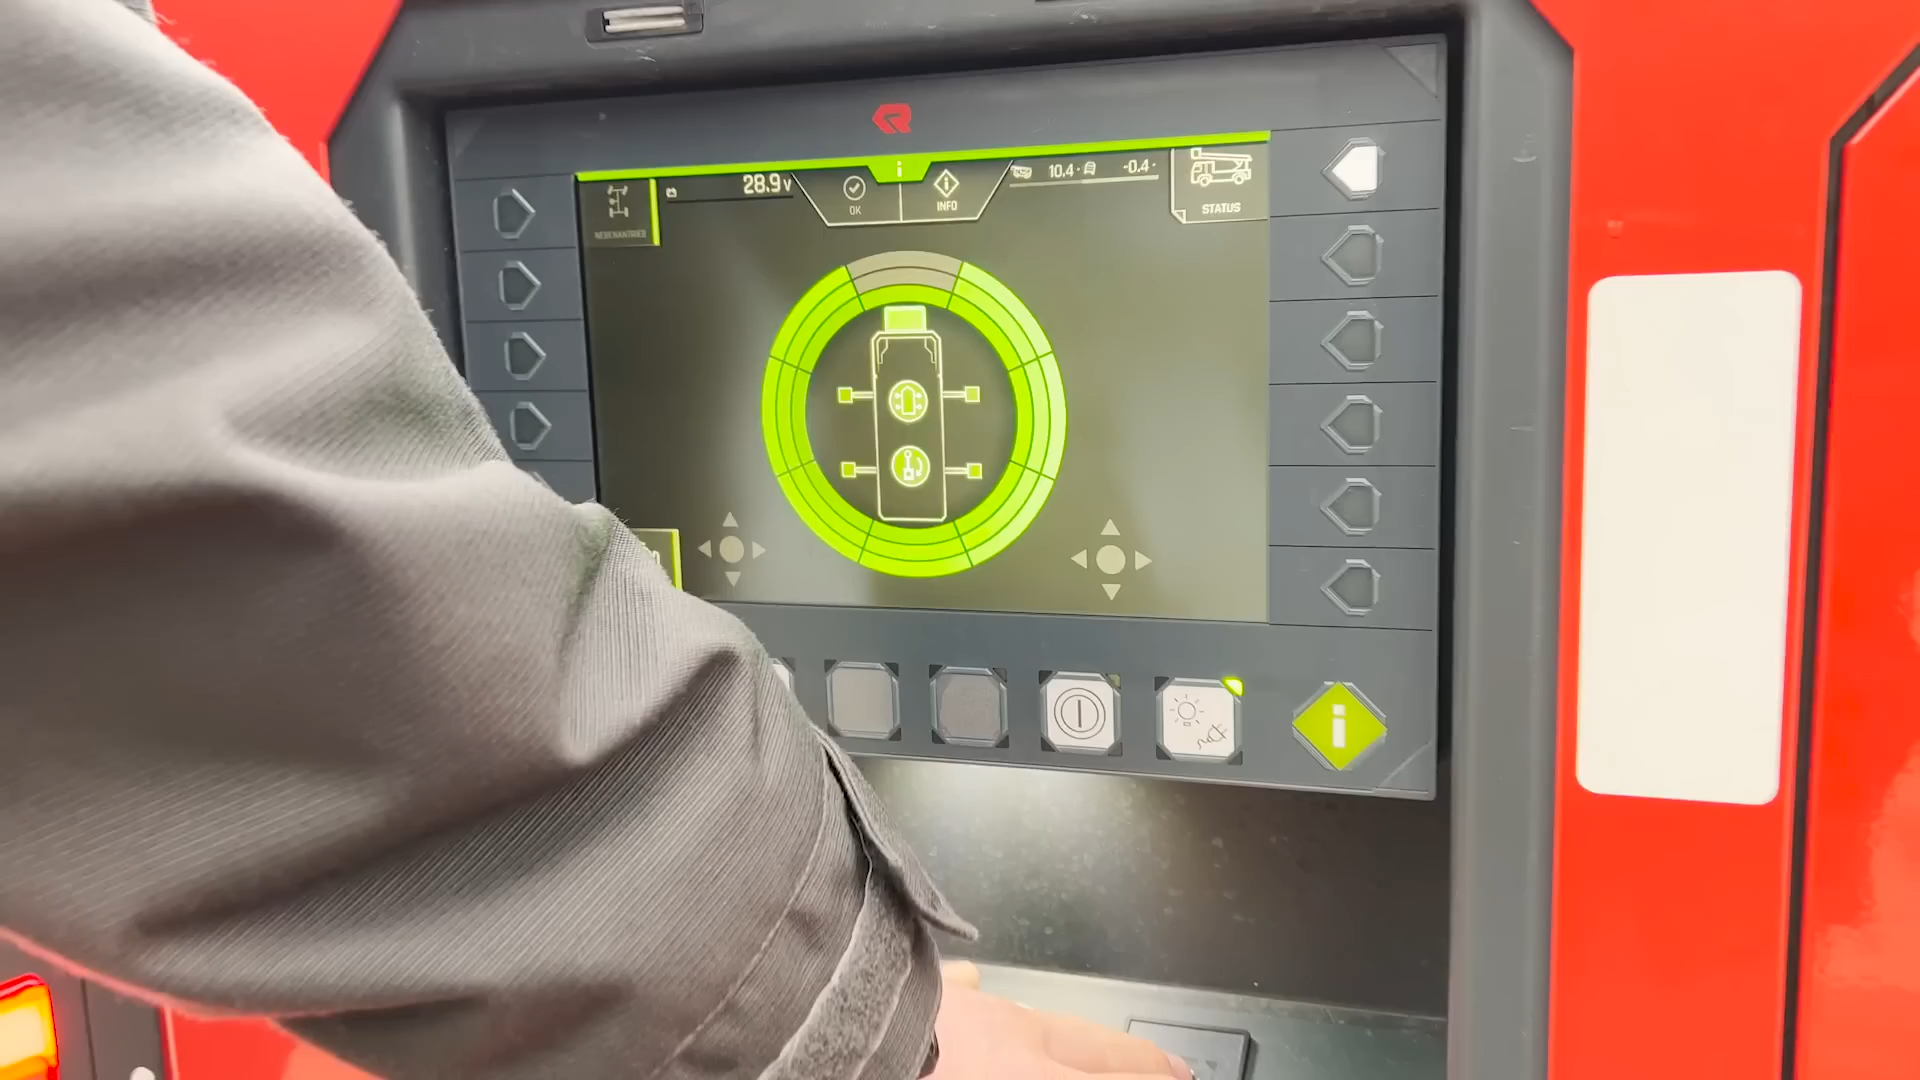 i
28.9 V
OK
INFO
10,4° -0.4°
STATUS
NEBENANTRIEB
i